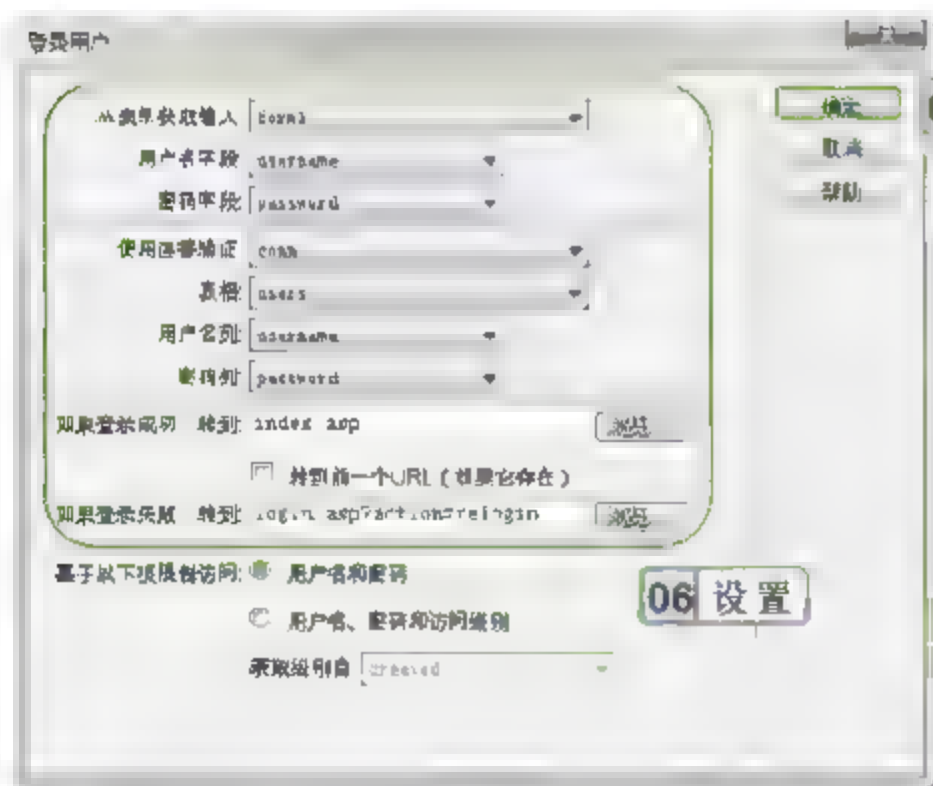 登录用户
从表单获取输入 form1
用户名字段 username
密码字段 password
使用连接验证 conn
表格 users
用户名列 username
密码列 password
如果登录成功 转到: index asp 浏览
转到前一个URL（如果它存在）
如果登录失败 转到: login asp?action=relogin 浏览
基于以下项限制访问: 用户名和密码
用户名、密码和访问级别
获取级别自 created
确定
取消
帮助
06 设置